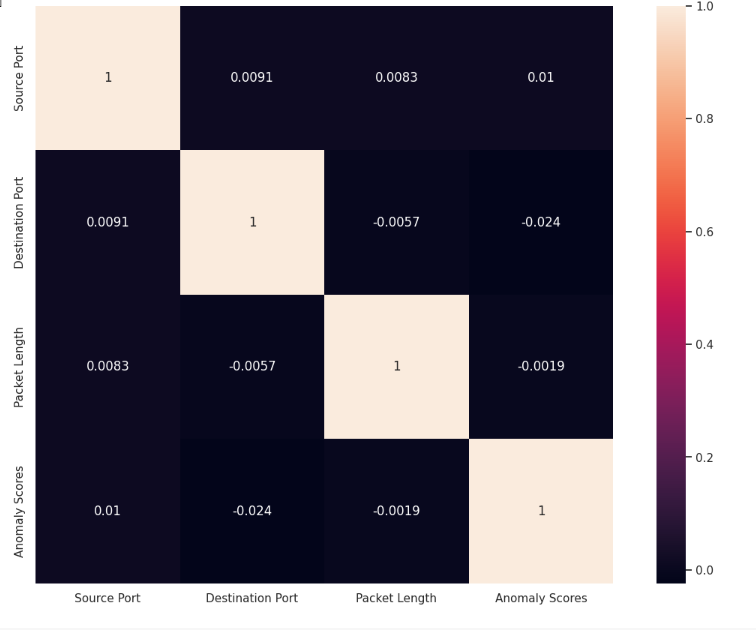 1.0
Source Port
1
0.0091
0.0083
0.01
0.8
Destination Port
0.0091
1
-0.0057
-0.024
0.6
Packet Length
0.0083
-0.0057
1
-0.0019
0.4
0.2
Anomaly Scores
0.01
-0.024
-0.0019
1
0.0
Source Port
Destination Port
Packet Length
Anomaly Scores